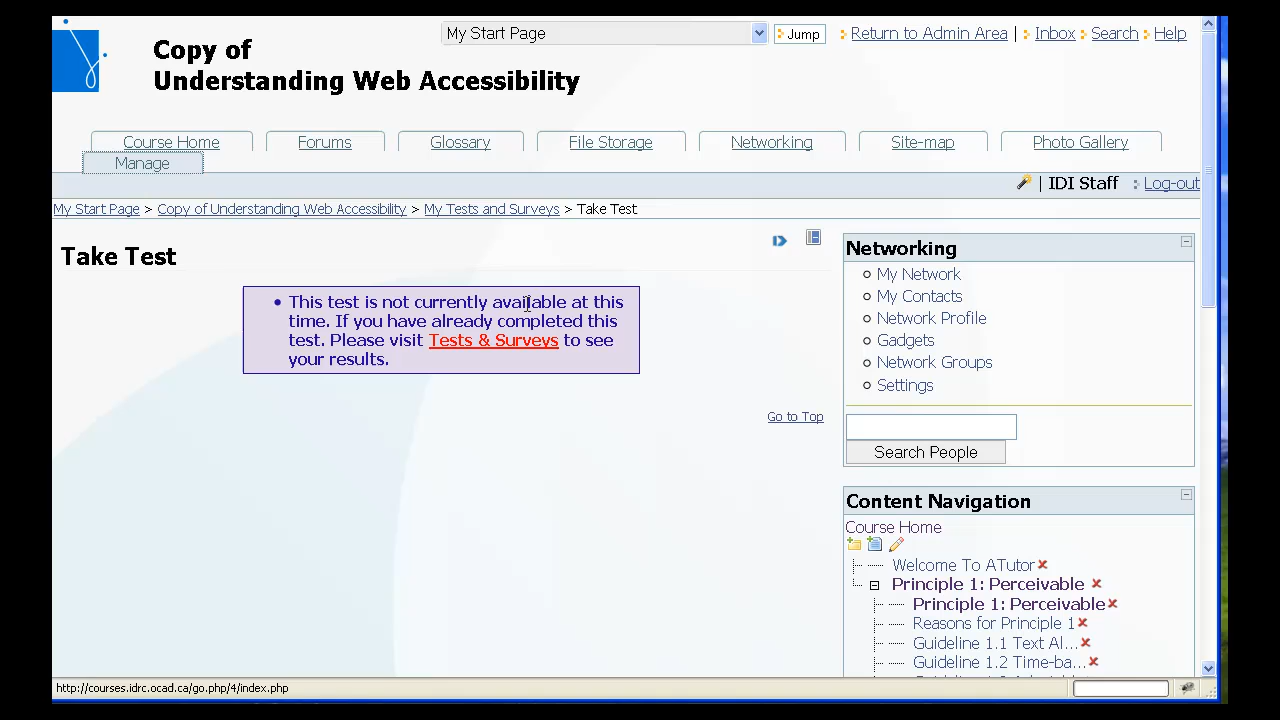 My Start Page
Jump
Return to Admin Area | Inbox Search Help
Copy of
Understanding Web Accessibility
Course Home Forums Glossary File Storage Networking Site-map Photo Gallery
Manage
| IDI Staff Log-out
My Start Page > Copy of Understanding Web Accessibility > My Tests and Surveys > Take Test
Take Test
This test is not currently available at this
time. If you have already completed this
test. Please visit Tests & Surveys to see
your results.
Go to Top
Networking
My Network
My Contacts
Network Profile
Gadgets
Network Groups
Settings
Search People
Content Navigation
Course Home
Welcome To ATutor
Principle 1: Perceivable
Principle 1: Perceivable
Reasons for Principle 1
Guideline 1.1 Text Al...
Guideline 1.2 Time-ba...
http://courses.idrc.ocad.ca/go.php/4/index.php